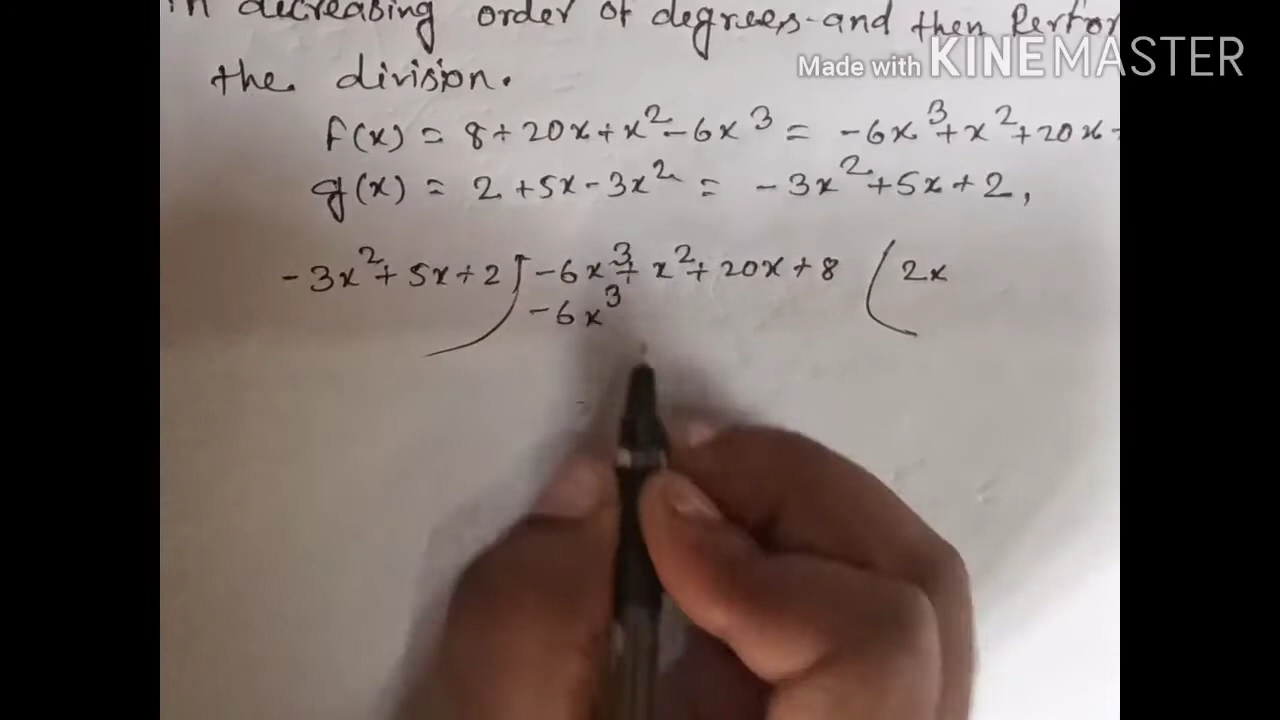 in decreasing order of degrees and then Perfor
Made with KINEMASTER
the division.
f(x) = 8+20x+x²-6x³ = -6x³+x²+20x+
g(x) = 2+5x-3x² = -3x²+5x+2,
-3x²+5x+2)-6x³+x²+20x+8(2x
-6x³